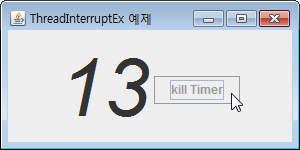 ThreadInterruptEx 예제
13
kill Timer